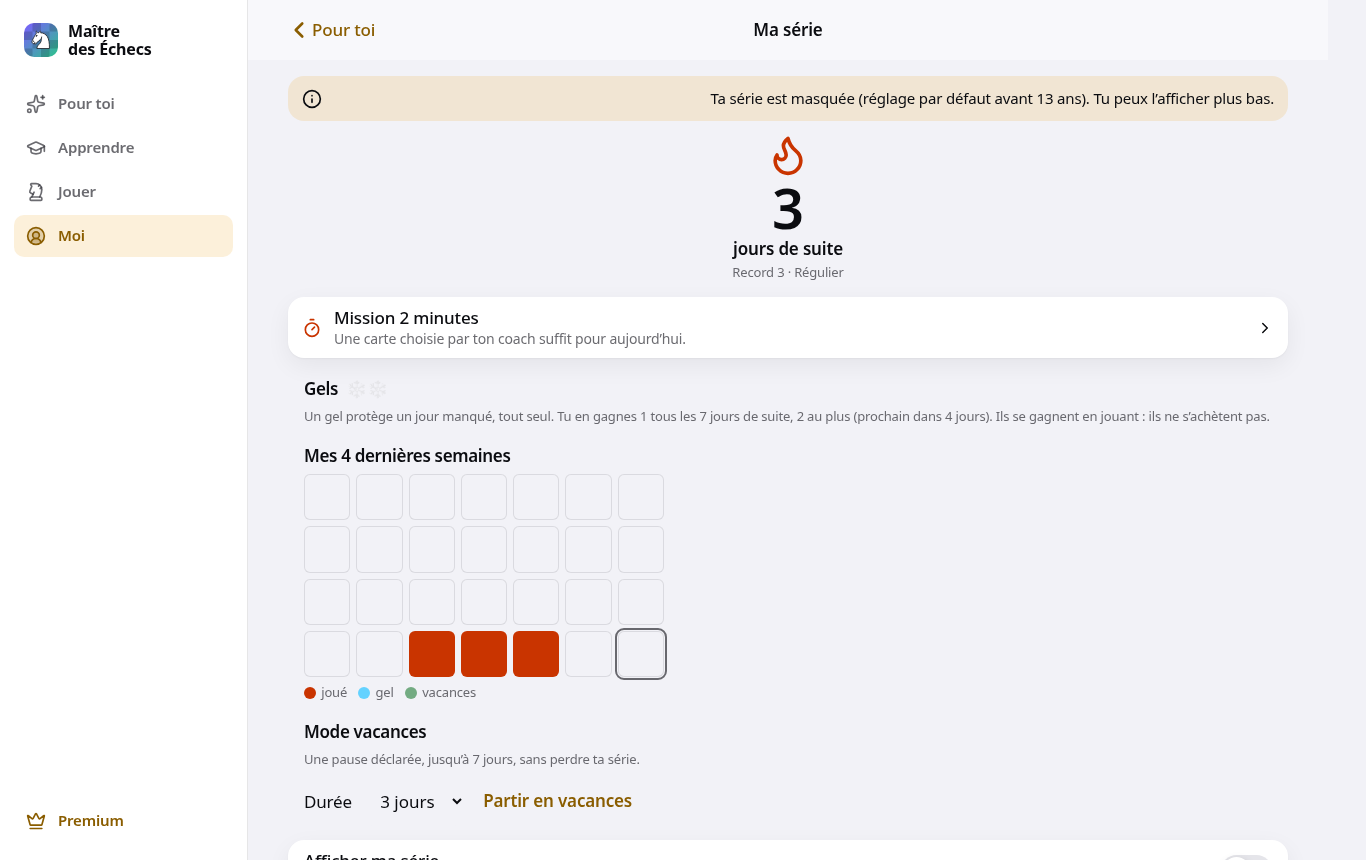 Maître
des Échecs
Pour toi
Apprendre
Jouer
Moi
Premium
Pour toi
Ma série
Ta série est masquée (réglage par défaut avant 13 ans). Tu peux l’afficher plus bas.
3
jours de suite
Record 3 · Régulier
Mission 2 minutes
Une carte choisie par ton coach suffit pour aujourd’hui.
Gels
Un gel protège un jour manqué, tout seul. Tu en gagnes 1 tous les 7 jours de suite, 2 au plus (prochain dans 4 jours). Ils se gagnent en jouant : ils ne s’achètent pas.
Mes 4 dernières semaines
joué gel vacances
Mode vacances
Une pause déclarée, jusqu’à 7 jours, sans perdre ta série.
Durée 3 jours Partir en vacances
Afficher ma série